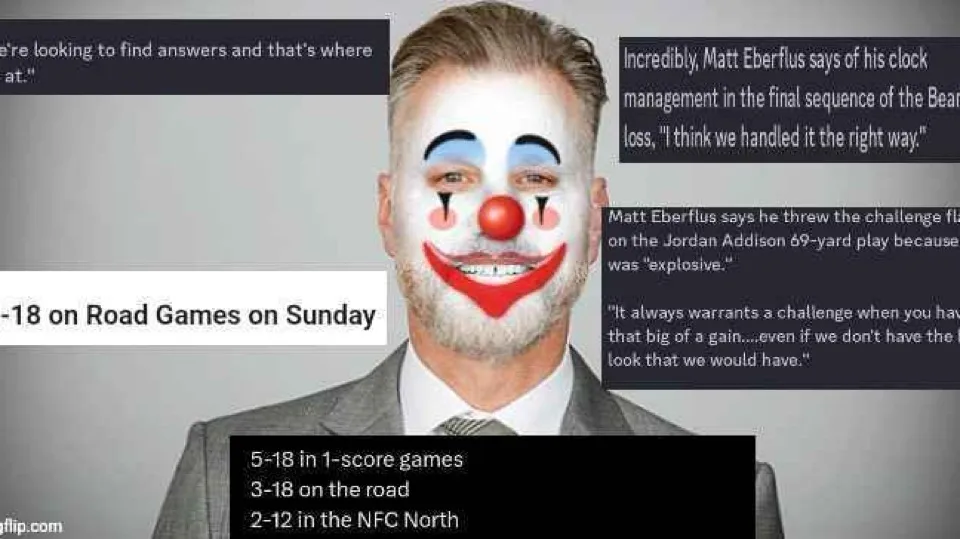 e're looking to find answers and that's where
at."
Incredibly, Matt Eberflus says of his clock
management in the final sequence of the Bear
loss, "I think we handled it the right way."
Matt Eberflus says he threw the challenge fla
on the Jordan Addison 69-yard play because
was "explosive."
"It always warrants a challenge when you hav
that big of a gain....even if we don't have the
look that we would have."
-18 on Road Games on Sunday
5-18 in 1-score games
3-18 on the road
2-12 in the NFC North
gflip.com